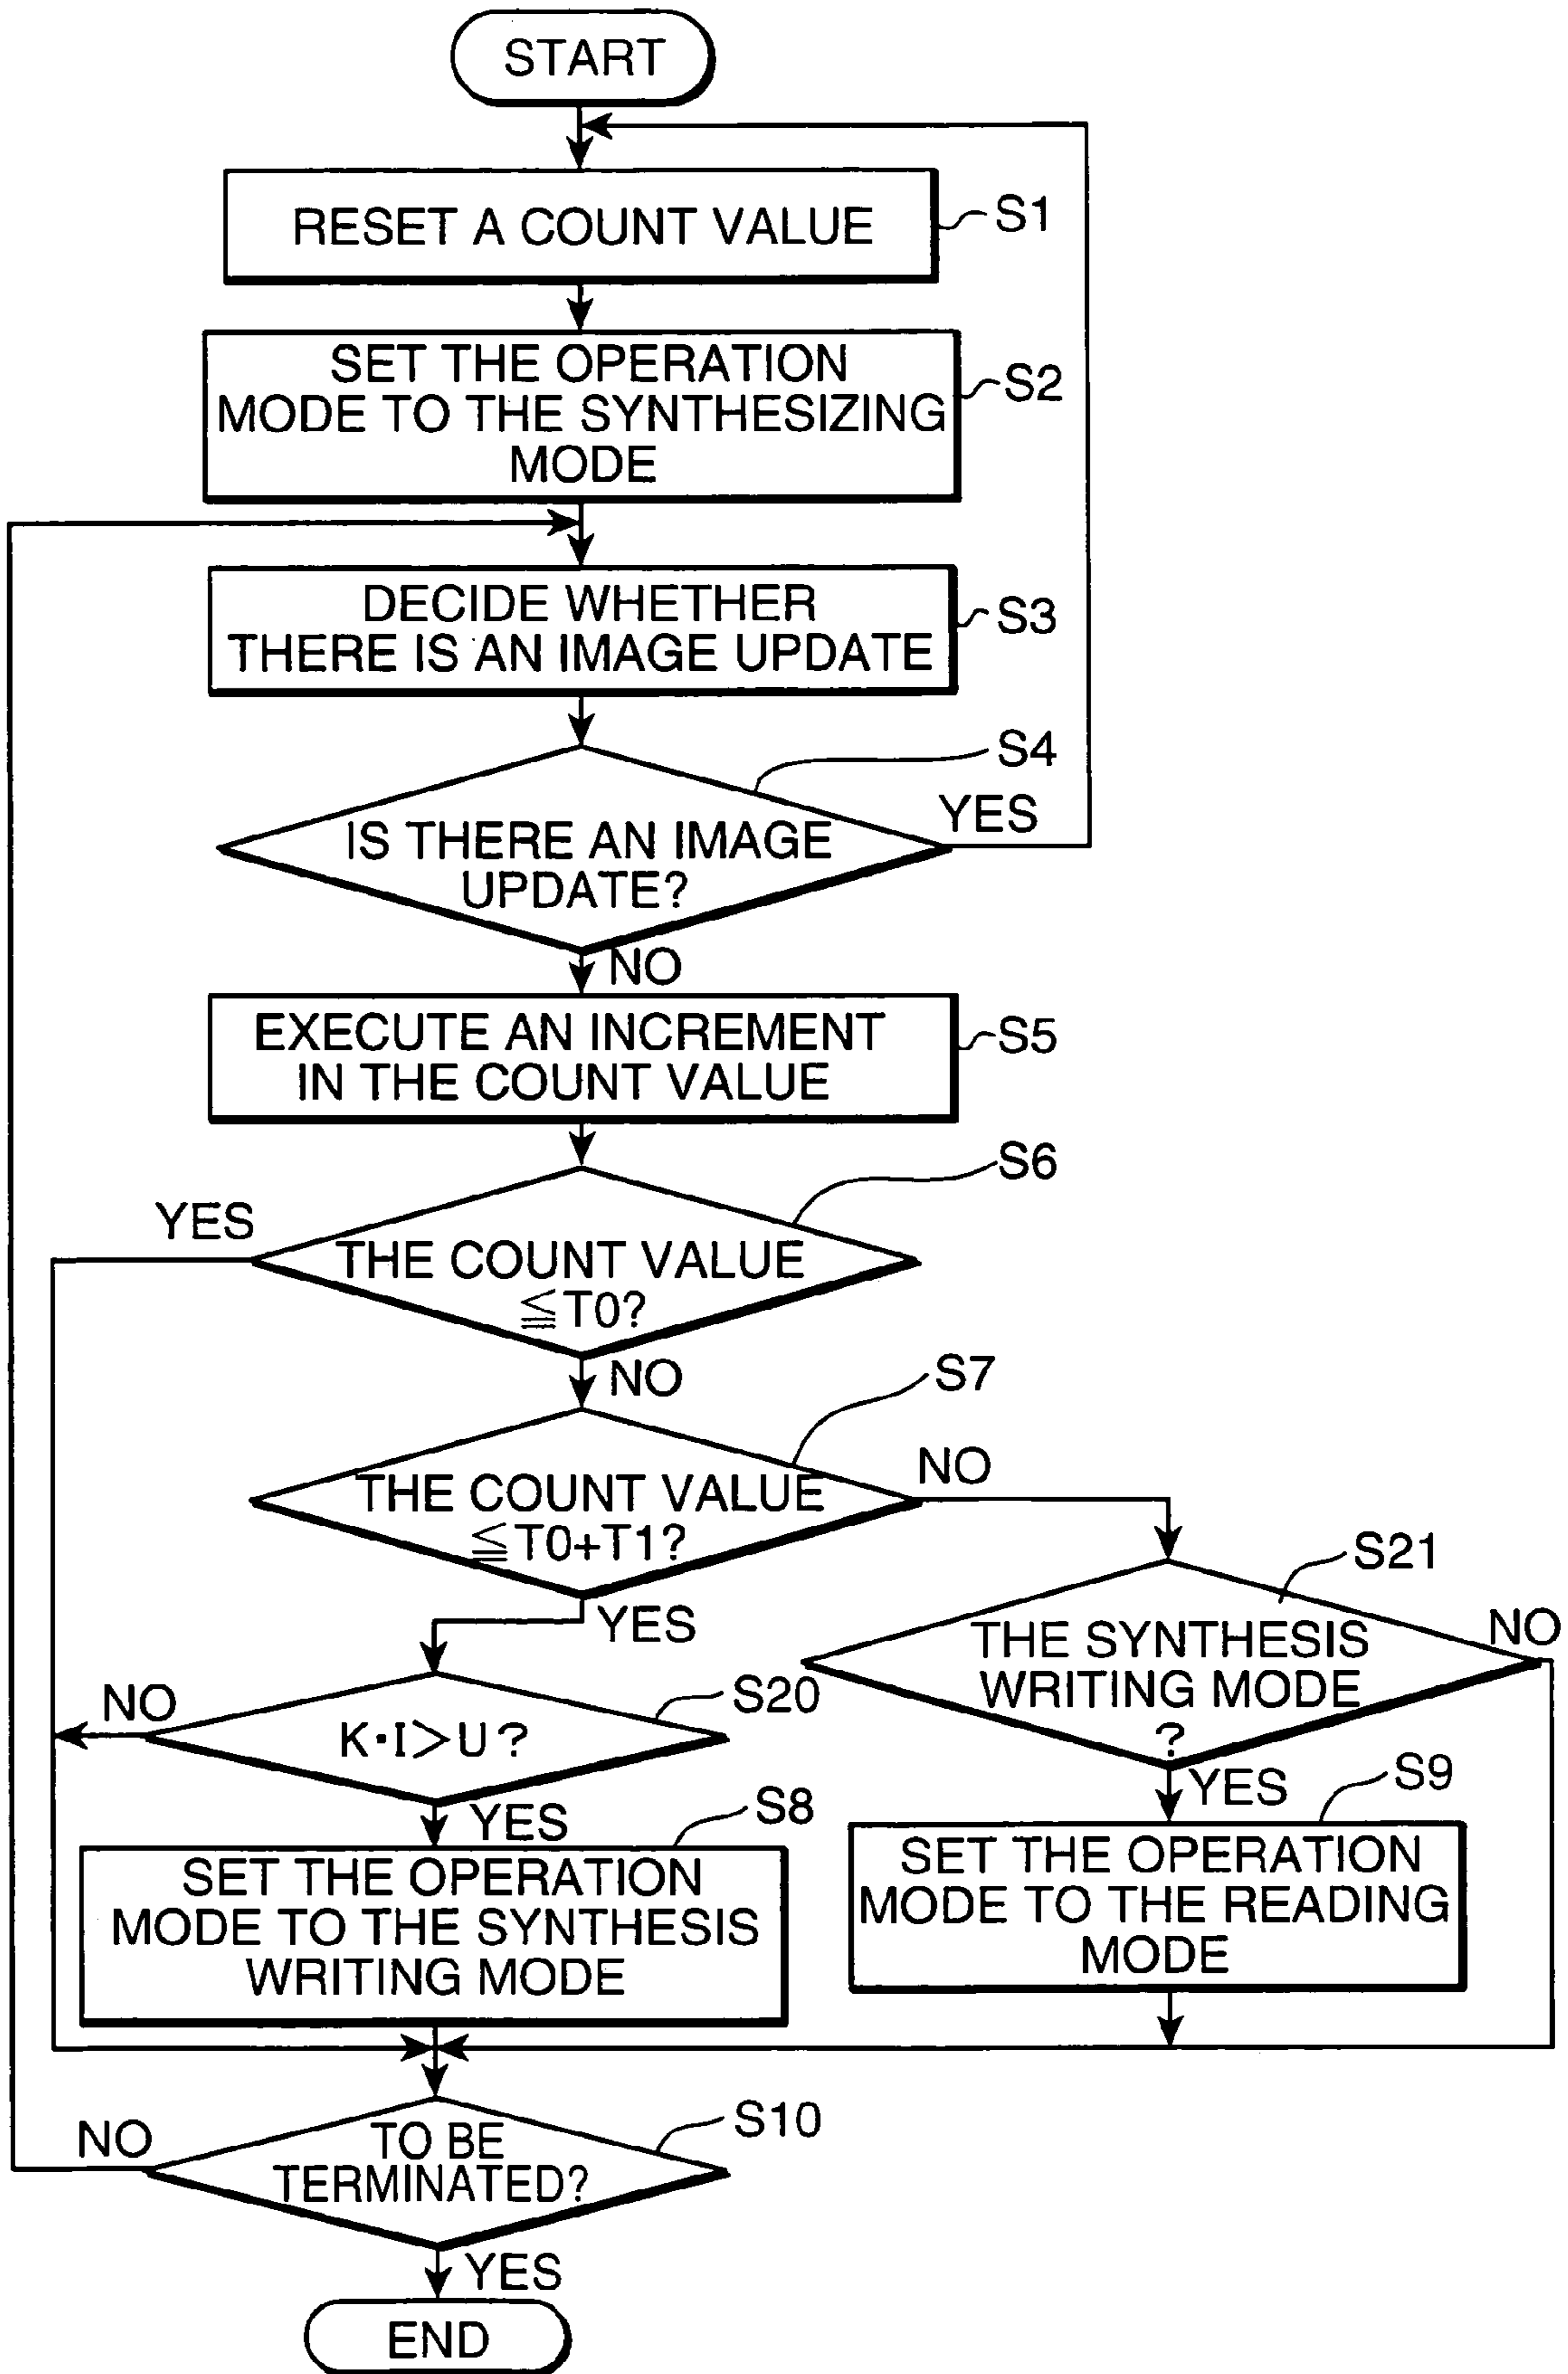 START
RESET A COUNT VALUE
S1
SET THE OPERATION
MODE TO THE SYNTHESIZING
MODE
S2
DECIDE WHETHER
THERE IS AN IMAGE UPDATE
S3
S4
IS THERE AN IMAGE
UPDATE?
YES
NO
EXECUTE AN INCREMENT
IN THE COUNT VALUE
S5
S6
YES
THE COUNT VALUE
≦T0?
NO
S7
THE COUNT VALUE
≦T0+T1?
NO
YES
S21
THE SYNTHESIS
WRITING MODE
?
NO
YES
S20
NO
K·I>U?
YES
S8
SET THE OPERATION
MODE TO THE SYNTHESIS
WRITING MODE
S9
SET THE OPERATION
MODE TO THE READING
MODE
S10
NO
TO BE
TERMINATED?
YES
END